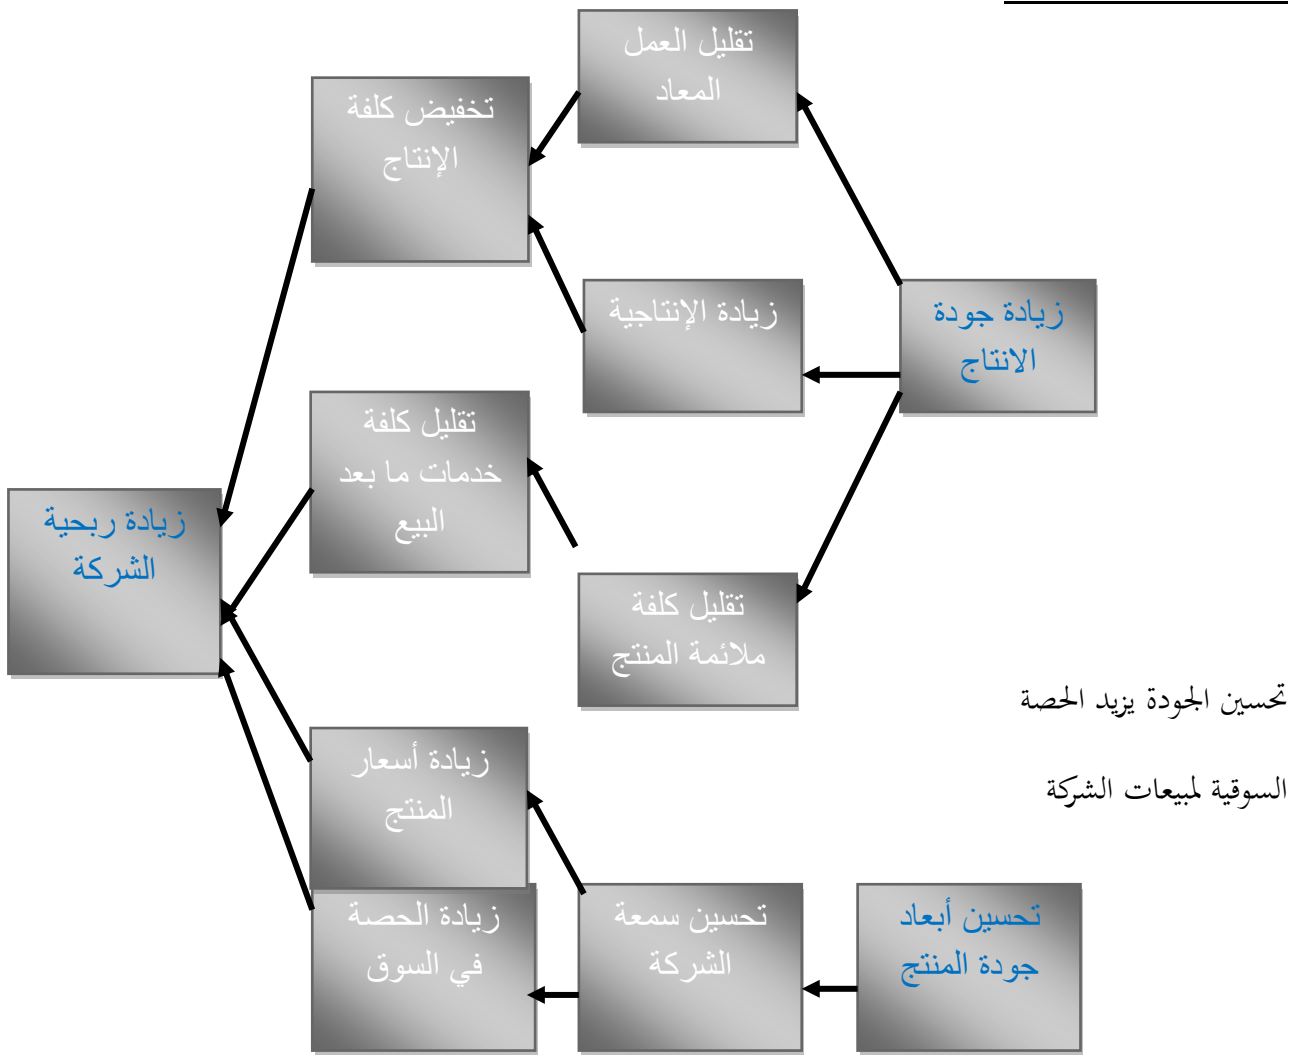 تقليل العمل
المعاد
تخفيض كلفة
الإنتاج
زيادة جودة
الانتاج
زيادة الإنتاجية
تقليل كلفة
خدمات ما بعد
البيع
زيادة ربحية
الشركة
تقليل كلفة
ملائمة المنتج
تحسين الجودة يزيد الحصة
السوقية لمبيعات الشركة
زيادة أسعار
المنتج
تحسين أبعاد
جودة المنتج
تحسين سمعة
الشركة
زيادة الحصة
في السوق